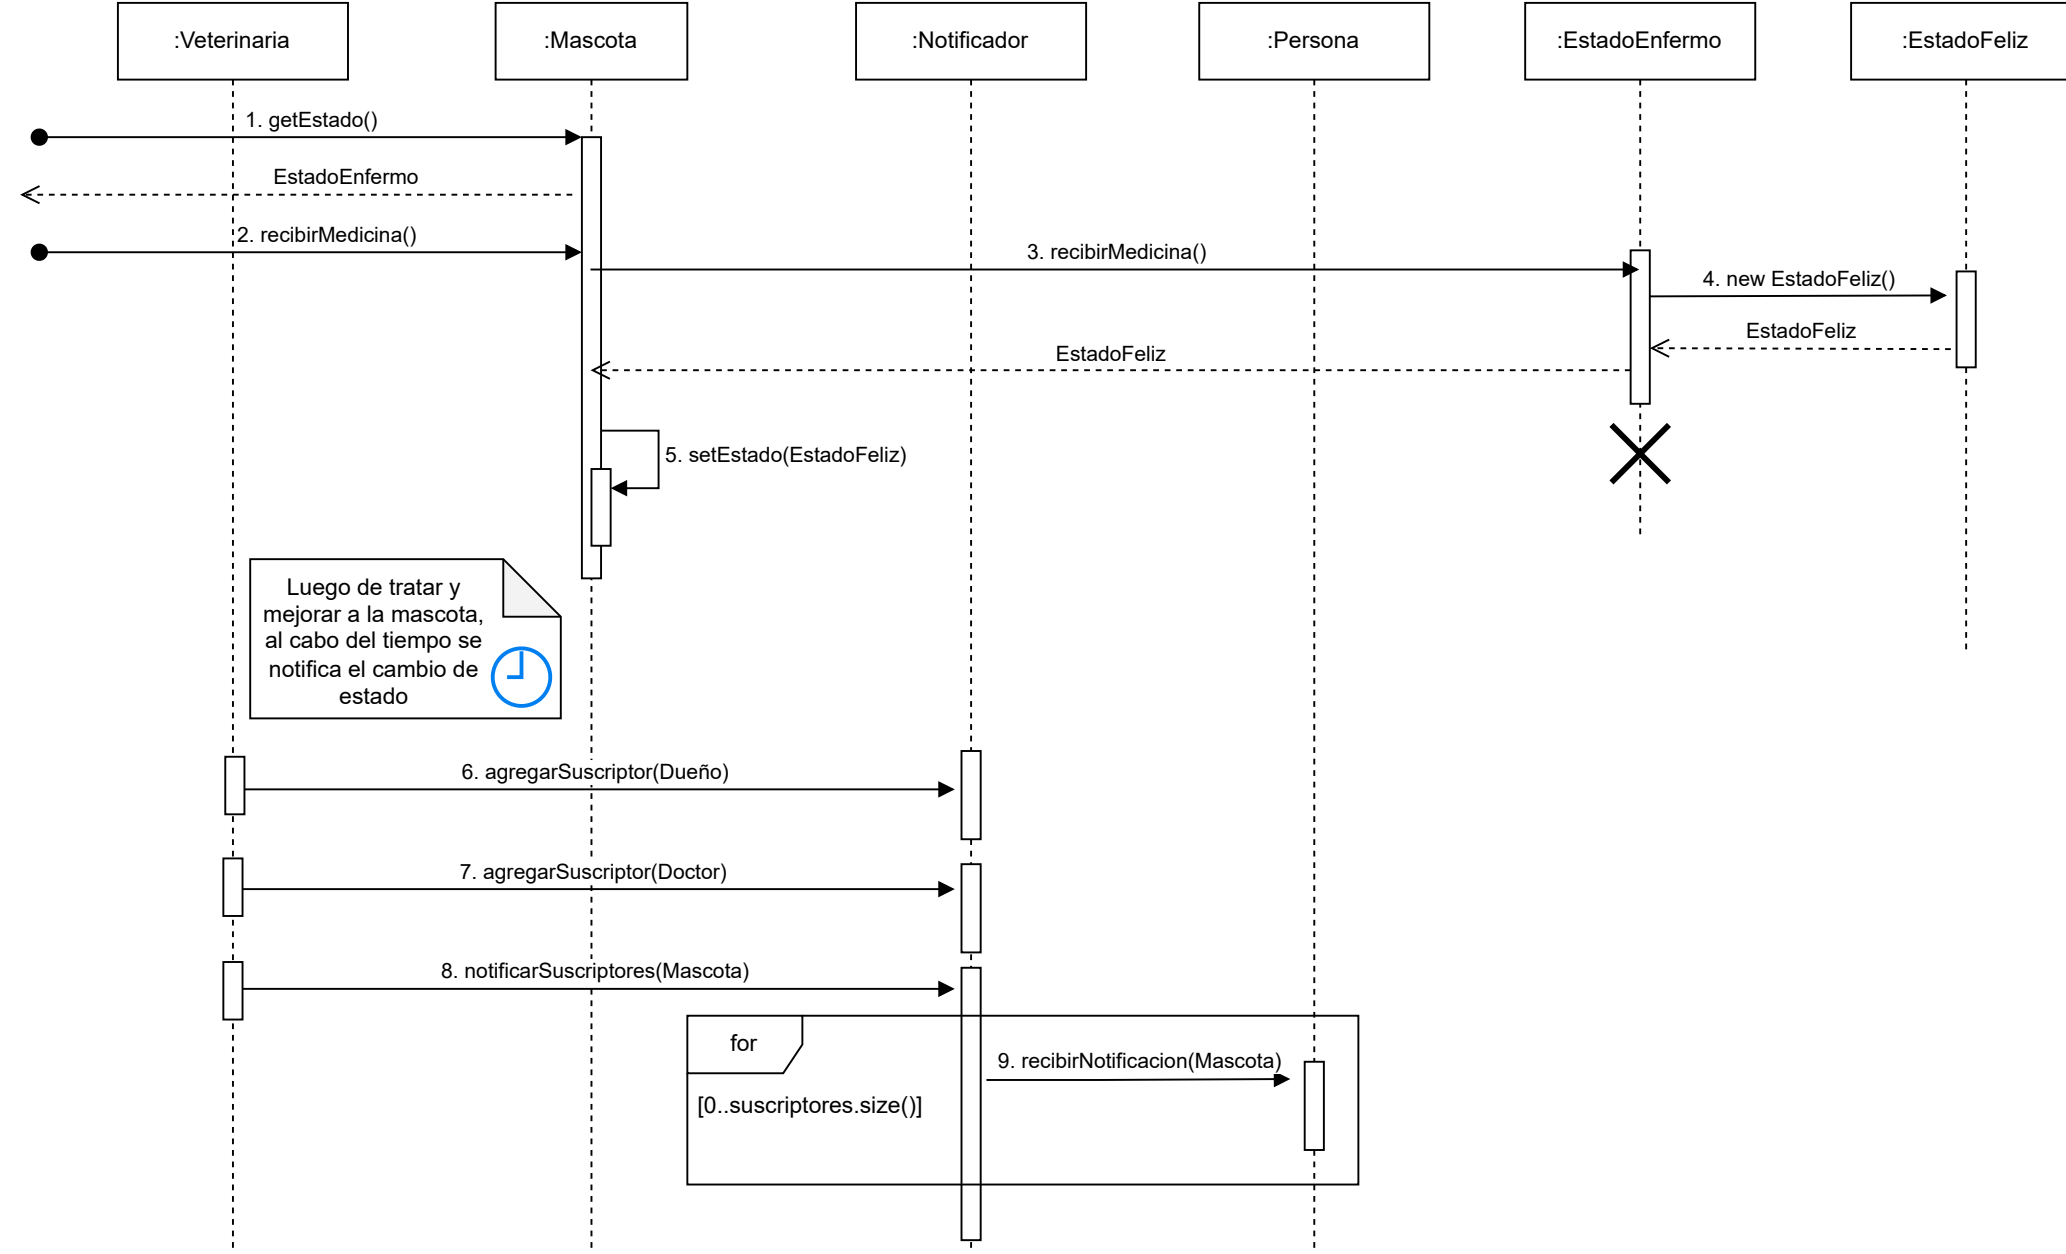 :Veterinaria
:Mascota
:Notificador
:Persona
:EstadoEnfermo
:EstadoFeliz
1. getEstado()
EstadoEnfermo
2. recibirMedicina()
3. recibirMedicina()
4. new EstadoFeliz()
EstadoFeliz
EstadoFeliz
5. setEstado(EstadoFeliz)
Luego de tratar y
mejorar a la mascota,
al cabo del tiempo se
notifica el cambio de
estado
6. agregarSuscriptor(Dueño)
7. agregarSuscriptor(Doctor)
8. notificarSuscriptores(Mascota)
for
9. recibirNotificacion(Mascota)
[0..suscriptores.size()]